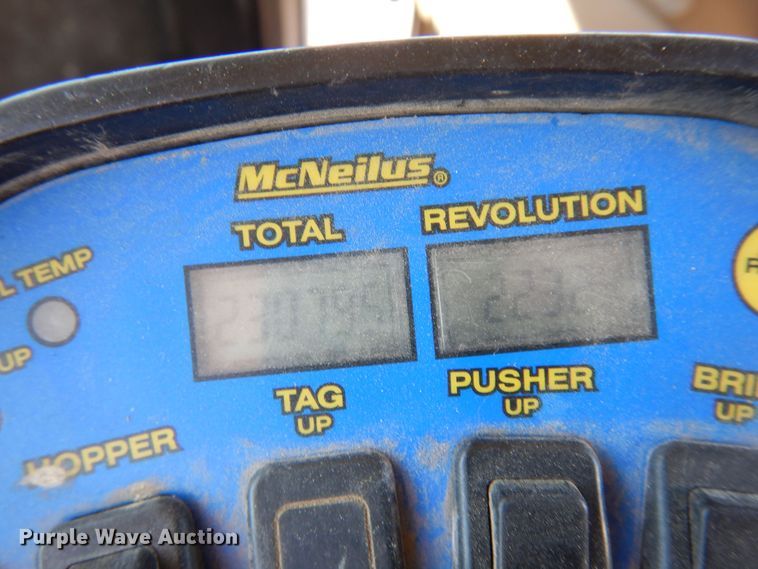 McNeilus®
TOTAL
REVOLUTION
L TEMP
UP
TAG
UP
PUSHER
UP
BRI
UP
HOPPER
R
Purple Wave Auction®